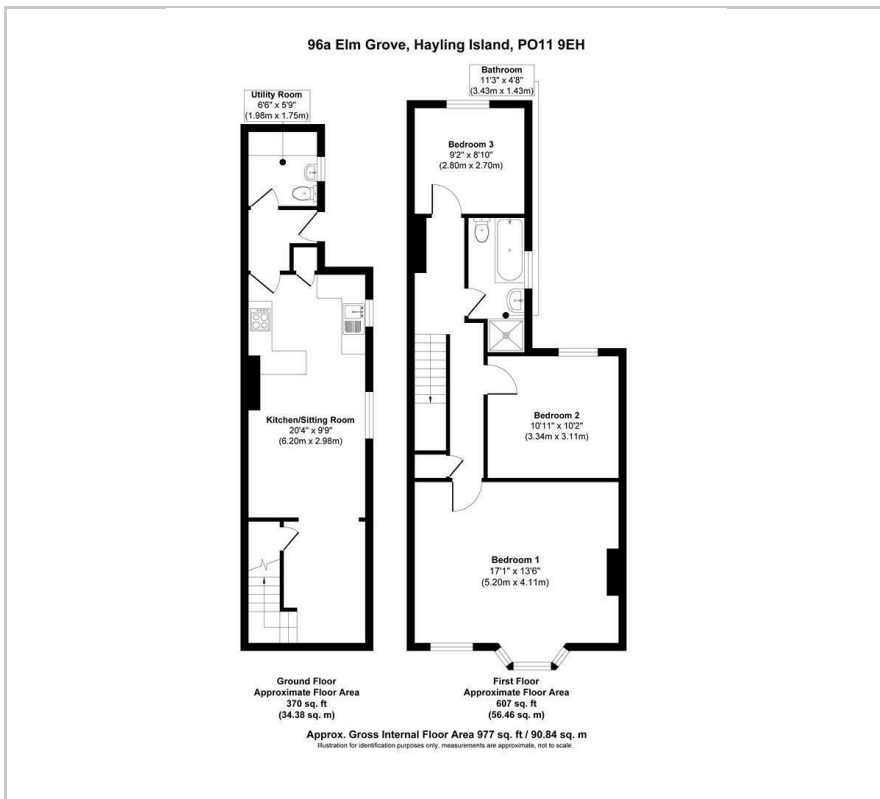 96a Elm Grove, Hayling Island, PO11 9EH
Utility Room
6'6" x 5'9"
(1.98m x 1.75m)
Bathroom
11'3" x 4'8"
(3.43m x 1.43m)
Bedroom 3
9'2" x 8'10"
(2.80m x 2.70m)
Kitchen/Sitting Room
20'4" x 9'9"
(6.20m x 2.98m)
Bedroom 2
10'11" x 10'2"
(3.34m x 3.11m)
Bedroom 1
17'1" x 13'6"
(5.20m x 4.11m)
Ground Floor
Approximate Floor Area
370 sq. ft
(34.38 sq. m)
First Floor
Approximate Floor Area
607 sq. ft
(56.46 sq. m)
Approx. Gross Internal Floor Area 977 sq. ft / 90.84 sq. m
Illustration for identification purposes only, measurements are approximate, not to scale.